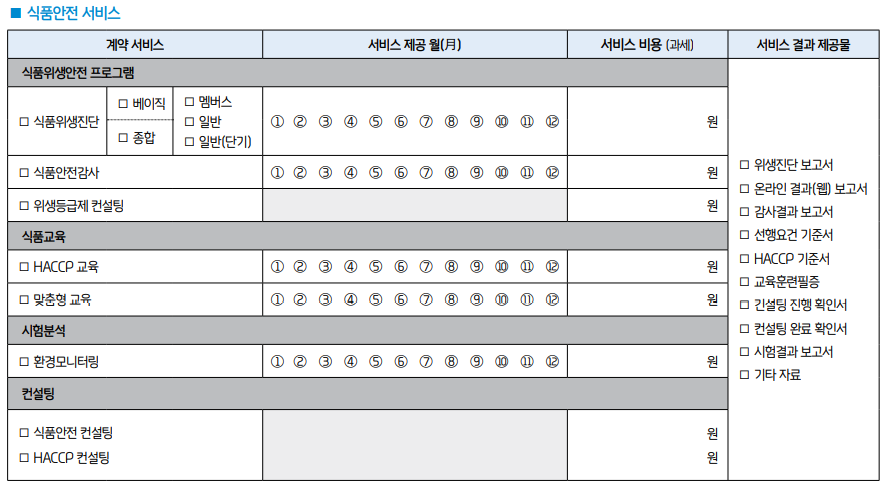 ■ 식품안전 서비스
계약 서비스 서비스 제공 월(月) 서비스 비용 (과세) 서비스 결과 제공물
식품위생안전 프로그램
□ 식품위생진단 □ 베이직 □ 종합 □ 멤버스 □ 일반 □ 일반(단기) ① ② ③ ④ ⑤ ⑥ ⑦ ⑧ ⑨ ⑩ ⑪ ⑫ 원
□ 식품안전감사 ① ② ③ ④ ⑤ ⑥ ⑦ ⑧ ⑨ ⑩ ⑪ ⑫ 원
□ 위생등급제 컨설팅 원
식품교육
□ HACCP 교육 ① ② ③ ④ ⑤ ⑥ ⑦ ⑧ ⑨ ⑩ ⑪ ⑫ 원
□ 맞춤형 교육 ① ② ③ ④ ⑤ ⑥ ⑦ ⑧ ⑨ ⑩ ⑪ ⑫ 원
시험분석
□ 환경모니터링 ① ② ③ ④ ⑤ ⑥ ⑦ ⑧ ⑨ ⑩ ⑪ ⑫ 원
컨설팅
□ 식품안전 컨설팅 원
□ HACCP 컨설팅 원
□ 위생진단 보고서
□ 온라인 결과(웹) 보고서
□ 감사결과 보고서
□ 선행요건 기준서
□ HACCP 기준서
□ 교육훈련필증
□ 긴설팅 진행 확인서
□ 컨설팅 완료 확인서
□ 시험결과 보고서
□ 기타 자료